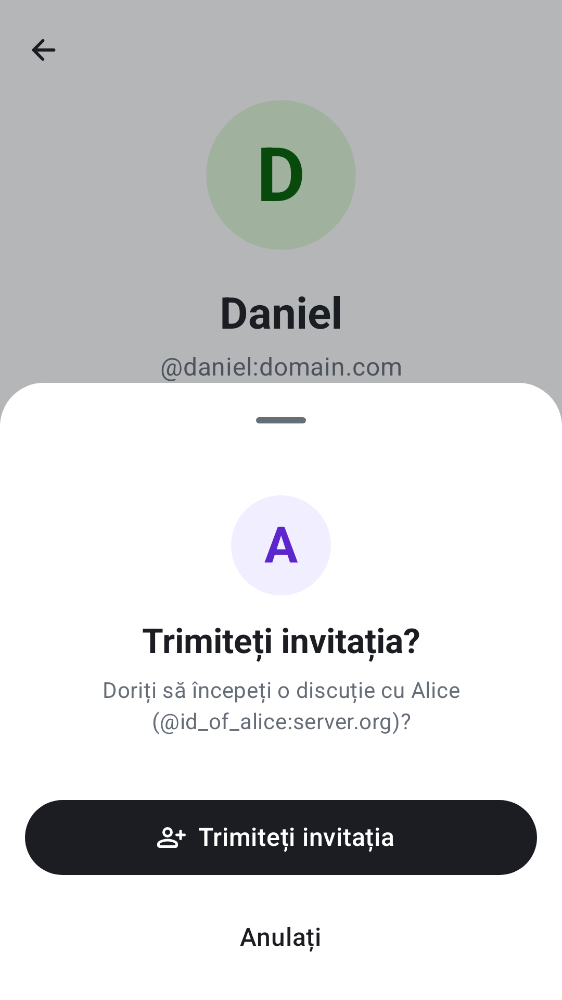 D
Daniel
@daniel:domain.com
A
Trimiteți invitația?
Doriți să începeți o discuție cu Alice
(@id_of_alice:server.org)?
Trimiteți invitația
Anulați